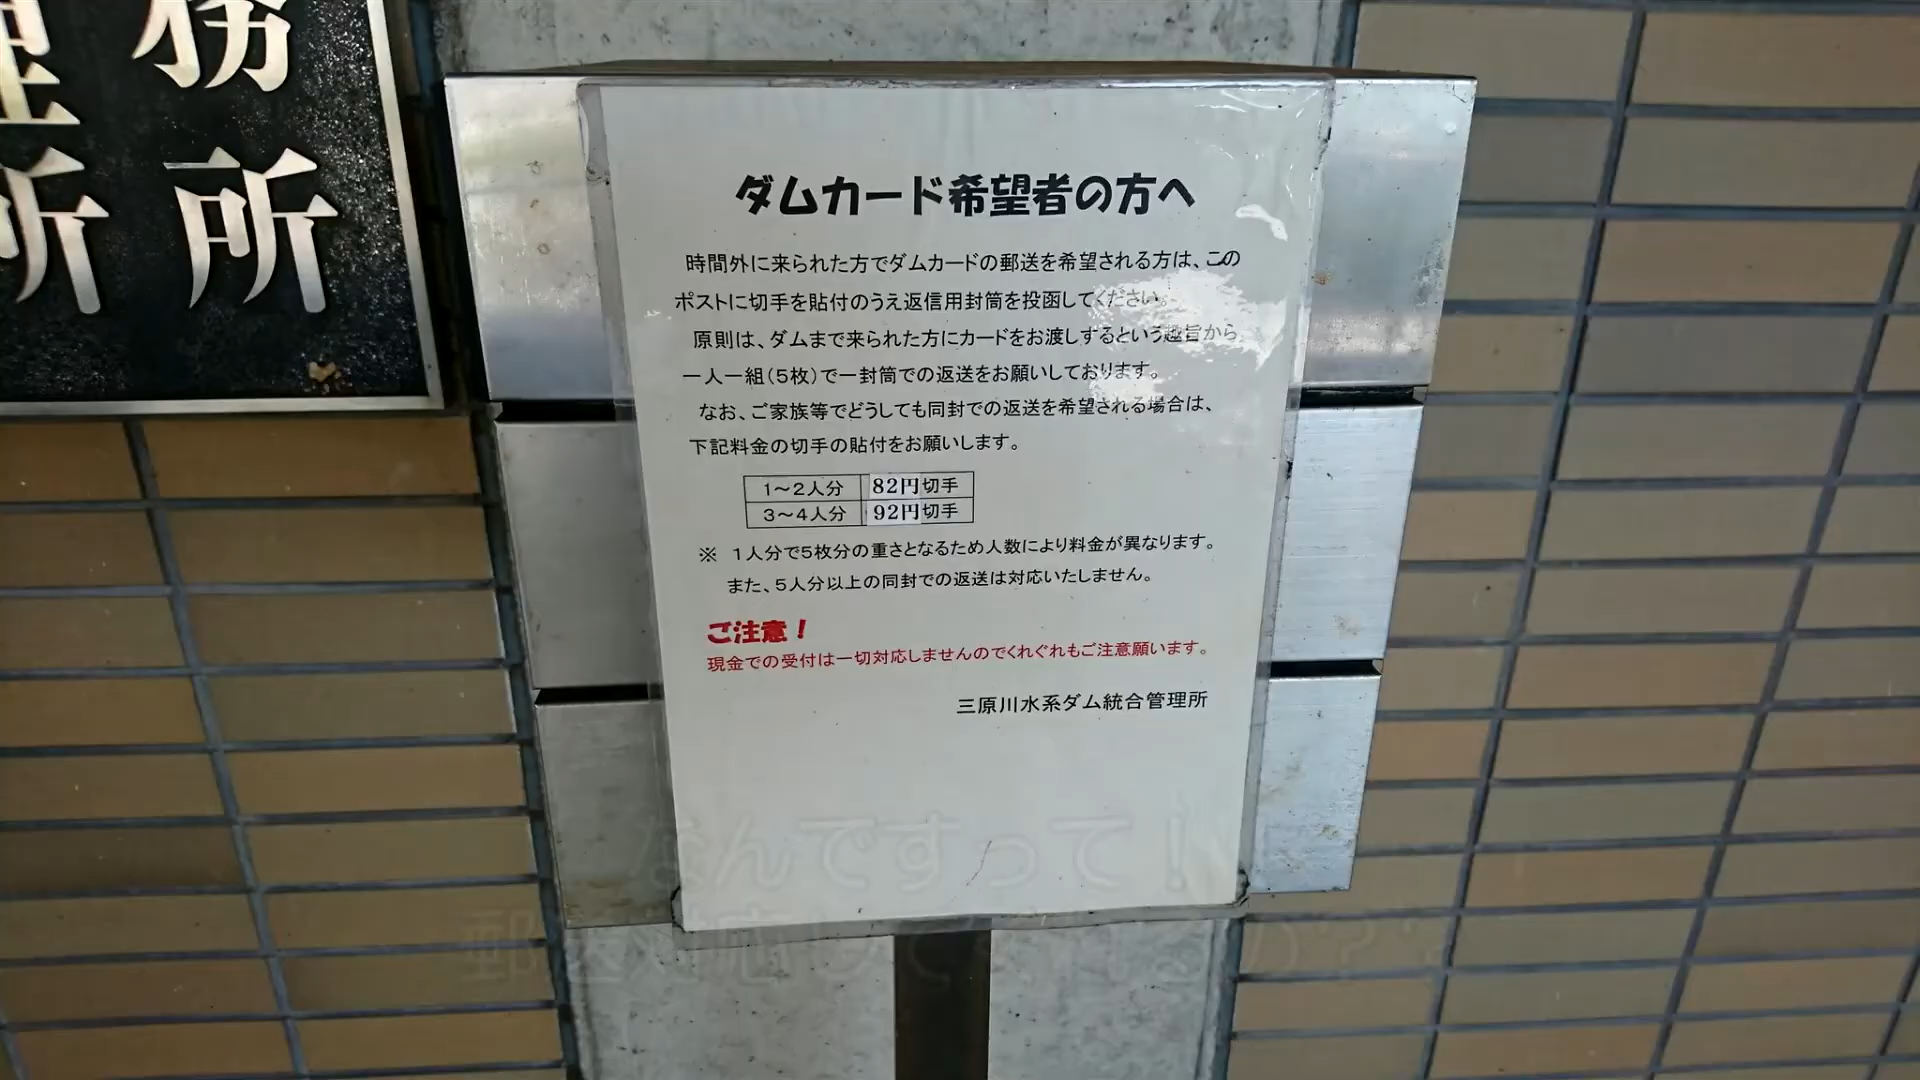 務
理
所
所
ダムカード希望者の方へ
時間外に来られた方でダムカードの郵送を希望される方は、この
ポストに切手を貼付のうえ返信用封筒を投函してください。
原則は、ダムまで来られた方にカードをお渡しするという趣旨から
一人一組(5枚)で一封筒での返送をお願いしております。
なお、ご家族等でどうしても同封での返送を希望される場合は、
下記料金の切手の貼付をお願いします。
1～2人分 82円切手
3～4人分 92円切手
※ 1人分で5枚分の重さとなるため人数により料金が異なります。
また、5人分以上の同封での返送は対応いたしません。
ご注意!
現金での受付は一切対応しませんのでくれぐれもご注意願います。
三原川水系ダム統合管理所
なんですって!
郵送対応してくれるの??